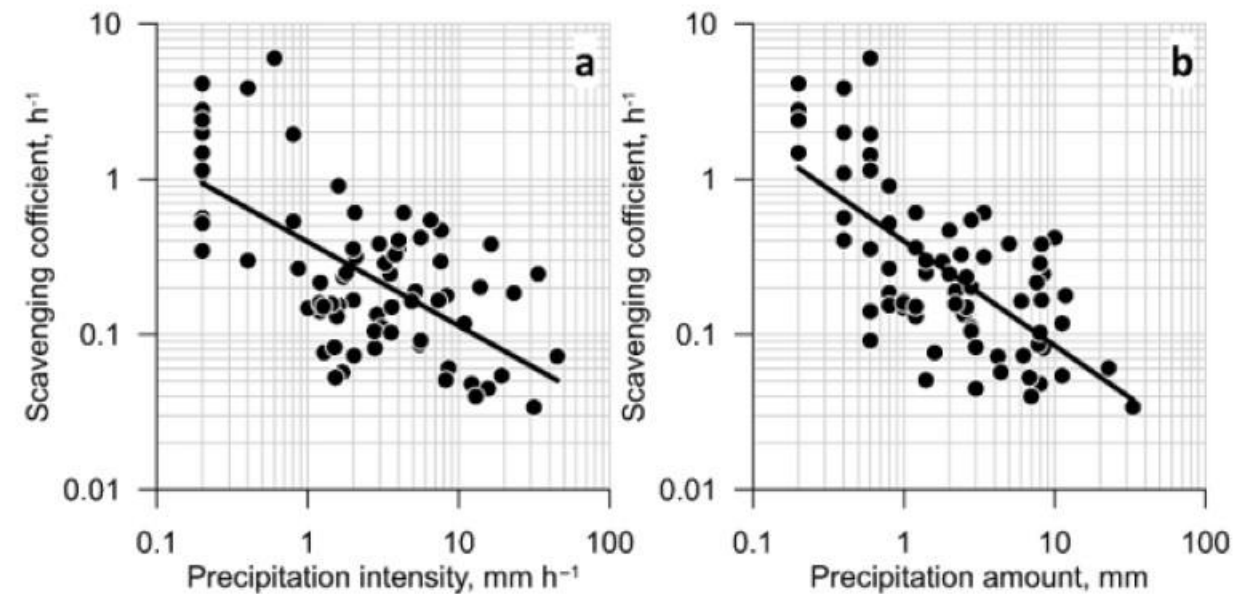 10
1
0.1
0.01
Scavenging cofficient, h⁻¹
a
0.1 1 10 100
Precipitation intensity, mm h⁻¹
10
1
0.1
0.01
Scavenging cofficient, h⁻¹
b
0.1 1 10 100
Precipitation amount, mm